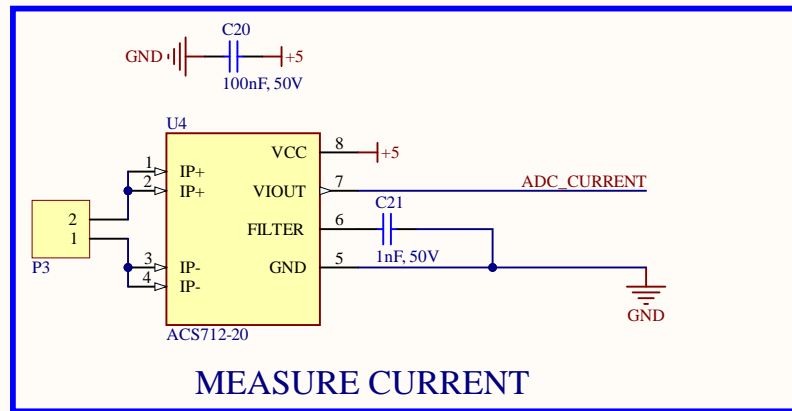 C20
GND
+5
100nF, 50V
U4
VCC
8
+5
1
IP+
2
IP+
VIOUT
7
ADC_CURRENT
2
1
P3
FILTER
6
C21
1nF, 50V
3
IP-
4
IP-
GND
5
GND
ACS712-20
MEASURE CURRENT